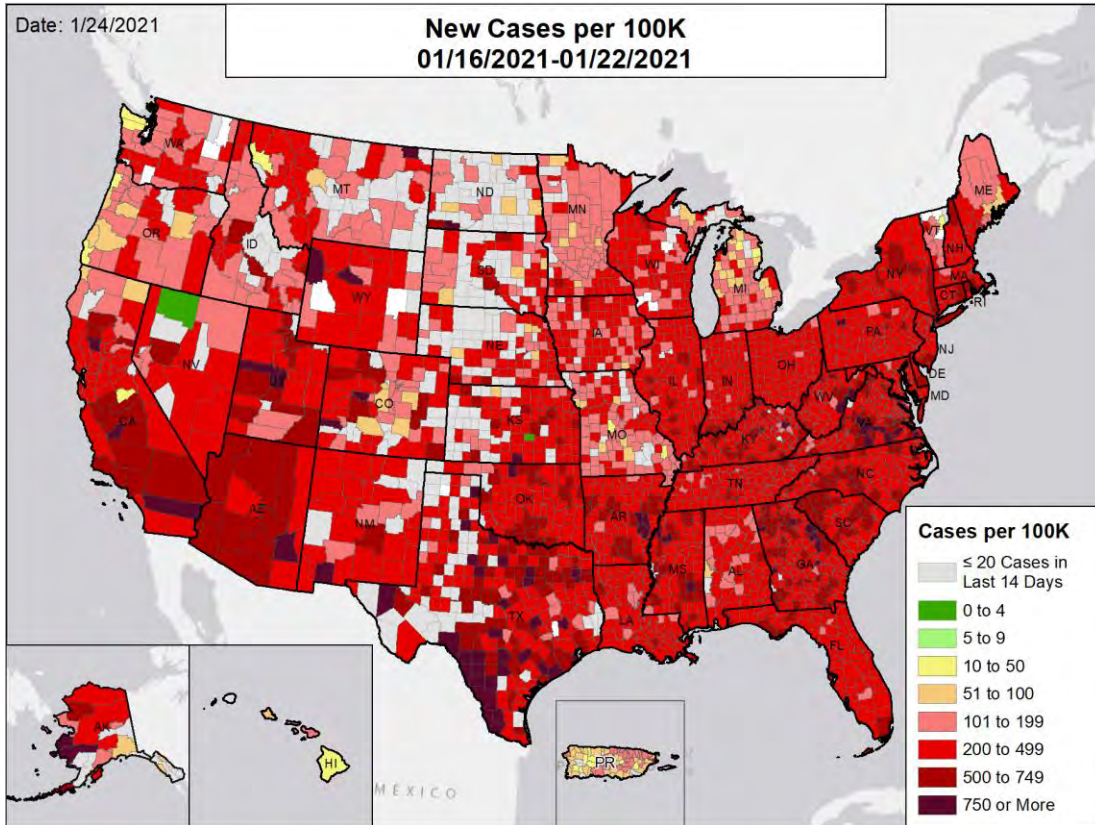 Date: 1/24/2021
New Cases per 100K
01/16/2021-01/22/2021
WA
MT
ND
MN
ME
OR
ID
SD
WI
MI
VT
NH
NY
MA
CT
RI
WY
NE
IA
PA
NJ
NV
UT
CO
IL
IN
OH
DE
MD
CA
KS
MO
WV
VA
KY
AZ
NM
OK
AR
TN
NC
SC
MS
AL
GA
TX
LA
FL
AK
HI
PR
MEXICO
Cases per 100K
≤ 20 Cases in
Last 14 Days
0 to 4
5 to 9
10 to 50
51 to 100
101 to 199
200 to 499
500 to 749
750 or More